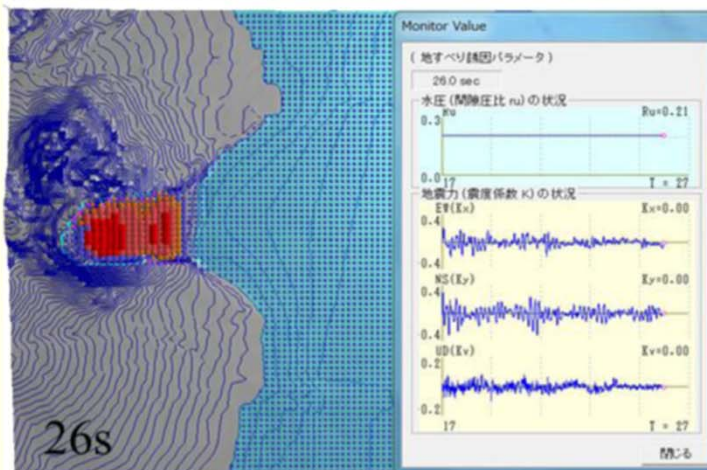 Monitor Value
( 地すべり誘因パラメータ )
26.0 sec
水圧(間隙圧比 ru)の状況
Ru
Ru=0.21
0.3
0.0
17
T = 27
地震力(震度係数 K)の状況
EW(Kx)
Kx=0.00
0.4
0.4
NS(Ky)
Ky=0.00
0.4
0.4
UD(Kv)
Kv=0.00
0.2
0.2
17
T = 27
閉じる
26s